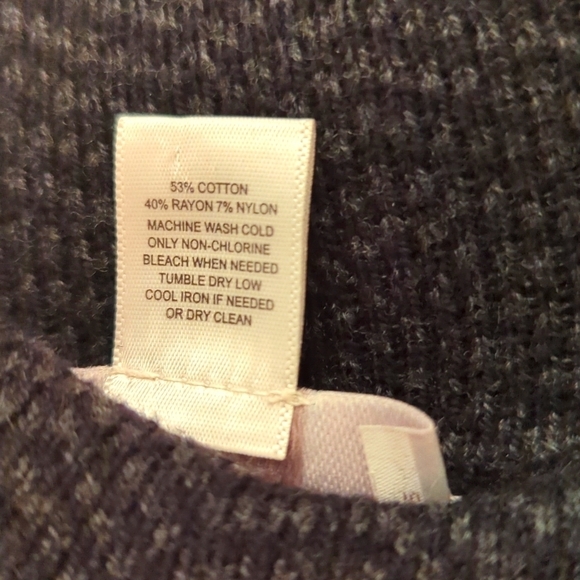 53% COTTON
40% RAYON 7% NYLON
MACHINE WASH COLD
ONLY NON-CHLORINE
BLEACH WHEN NEEDED
TUMBLE DRY LOW
COOL IRON IF NEEDED
OR DRY CLEAN